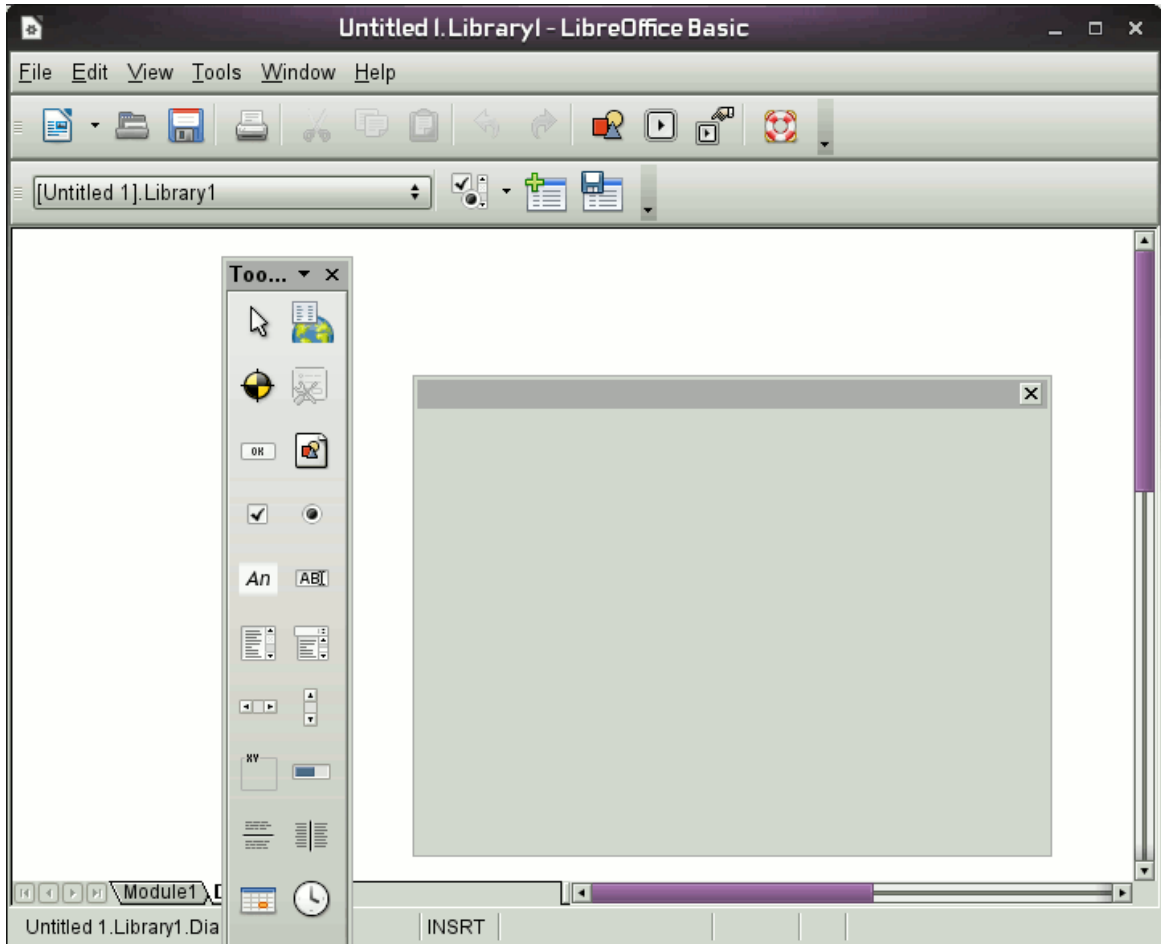 Untitled 1.Library1 - LibreOffice Basic
File Edit View Tools Window Help
[Untitled 1].Library1
Too...
OK
An ABI
XY
Module1 D
Untitled 1.Library1.Dia INSRT